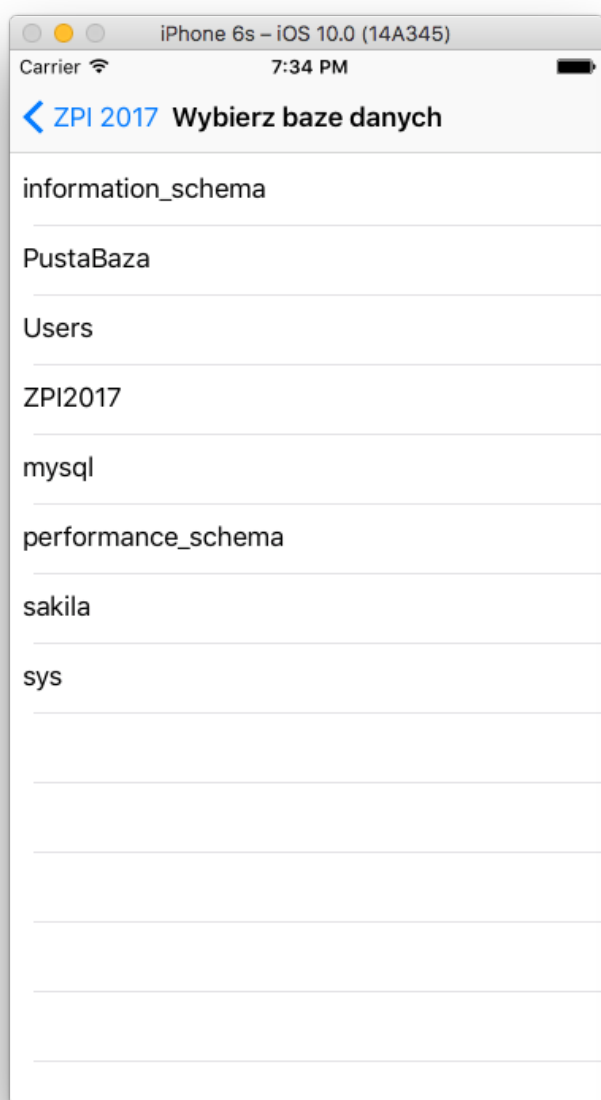 iPhone 6s – iOS 10.0 (14A345)
Carrier 7:34 PM
ZPI 2017 Wybierz baze danych
information_schema
PustaBaza
Users
ZPI2017
mysql
performance_schema
sakila
sys